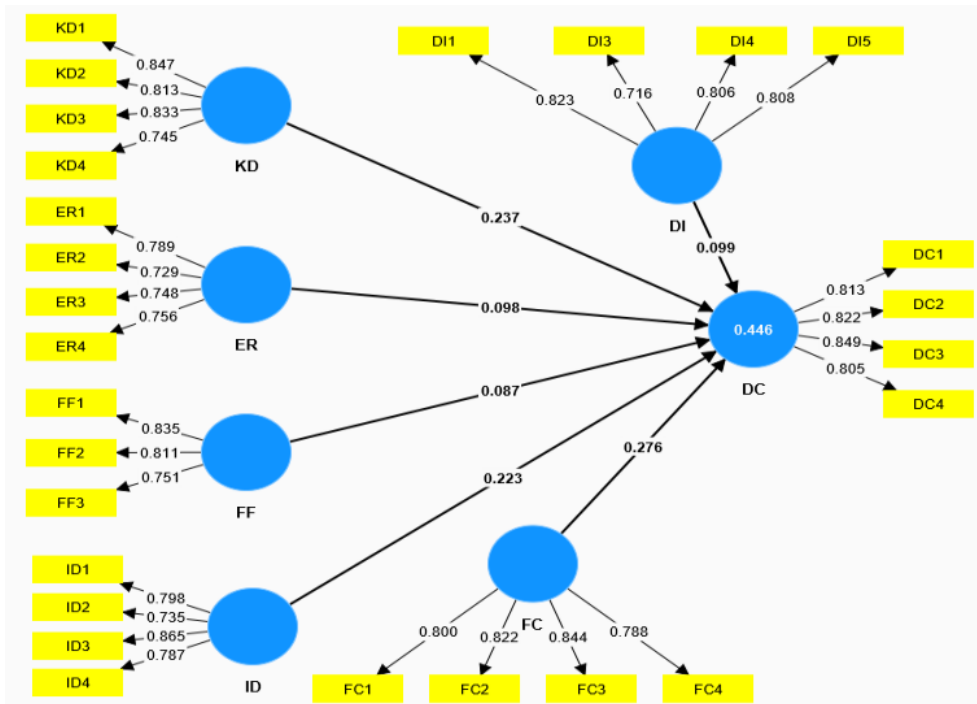 KD1
KD2
KD3
KD4
0.847
0.813
0.833
0.745
KD
DI1
DI3
DI4
DI5
0.823
0.716
0.806
0.808
DI
ER1
ER2
ER3
ER4
0.789
0.729
0.748
0.756
ER
0.237
0.099
0.098
0.087
0.223
0.276
0.446
DC
DC1
DC2
DC3
DC4
0.813
0.822
0.849
0.805
FF1
FF2
FF3
0.835
0.811
0.751
FF
ID1
ID2
ID3
ID4
0.798
0.735
0.865
0.787
ID
FC
0.800
0.822
0.844
0.788
FC1
FC2
FC3
FC4